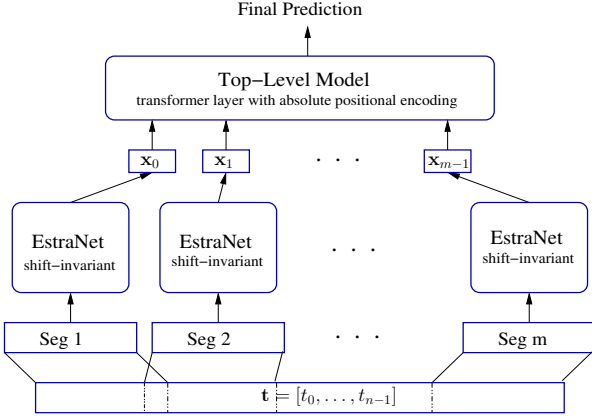 Final Prediction
Top–Level Model
transformer layer with absolute positional encoding
x₀ x₁ · · · xₘ₋₁
EstraNet EstraNet EstraNet
shift–invariant shift–invariant · · · shift–invariant
Seg 1 Seg 2 · · · Seg m
t = [t₀, . . . , tₙ₋₁]